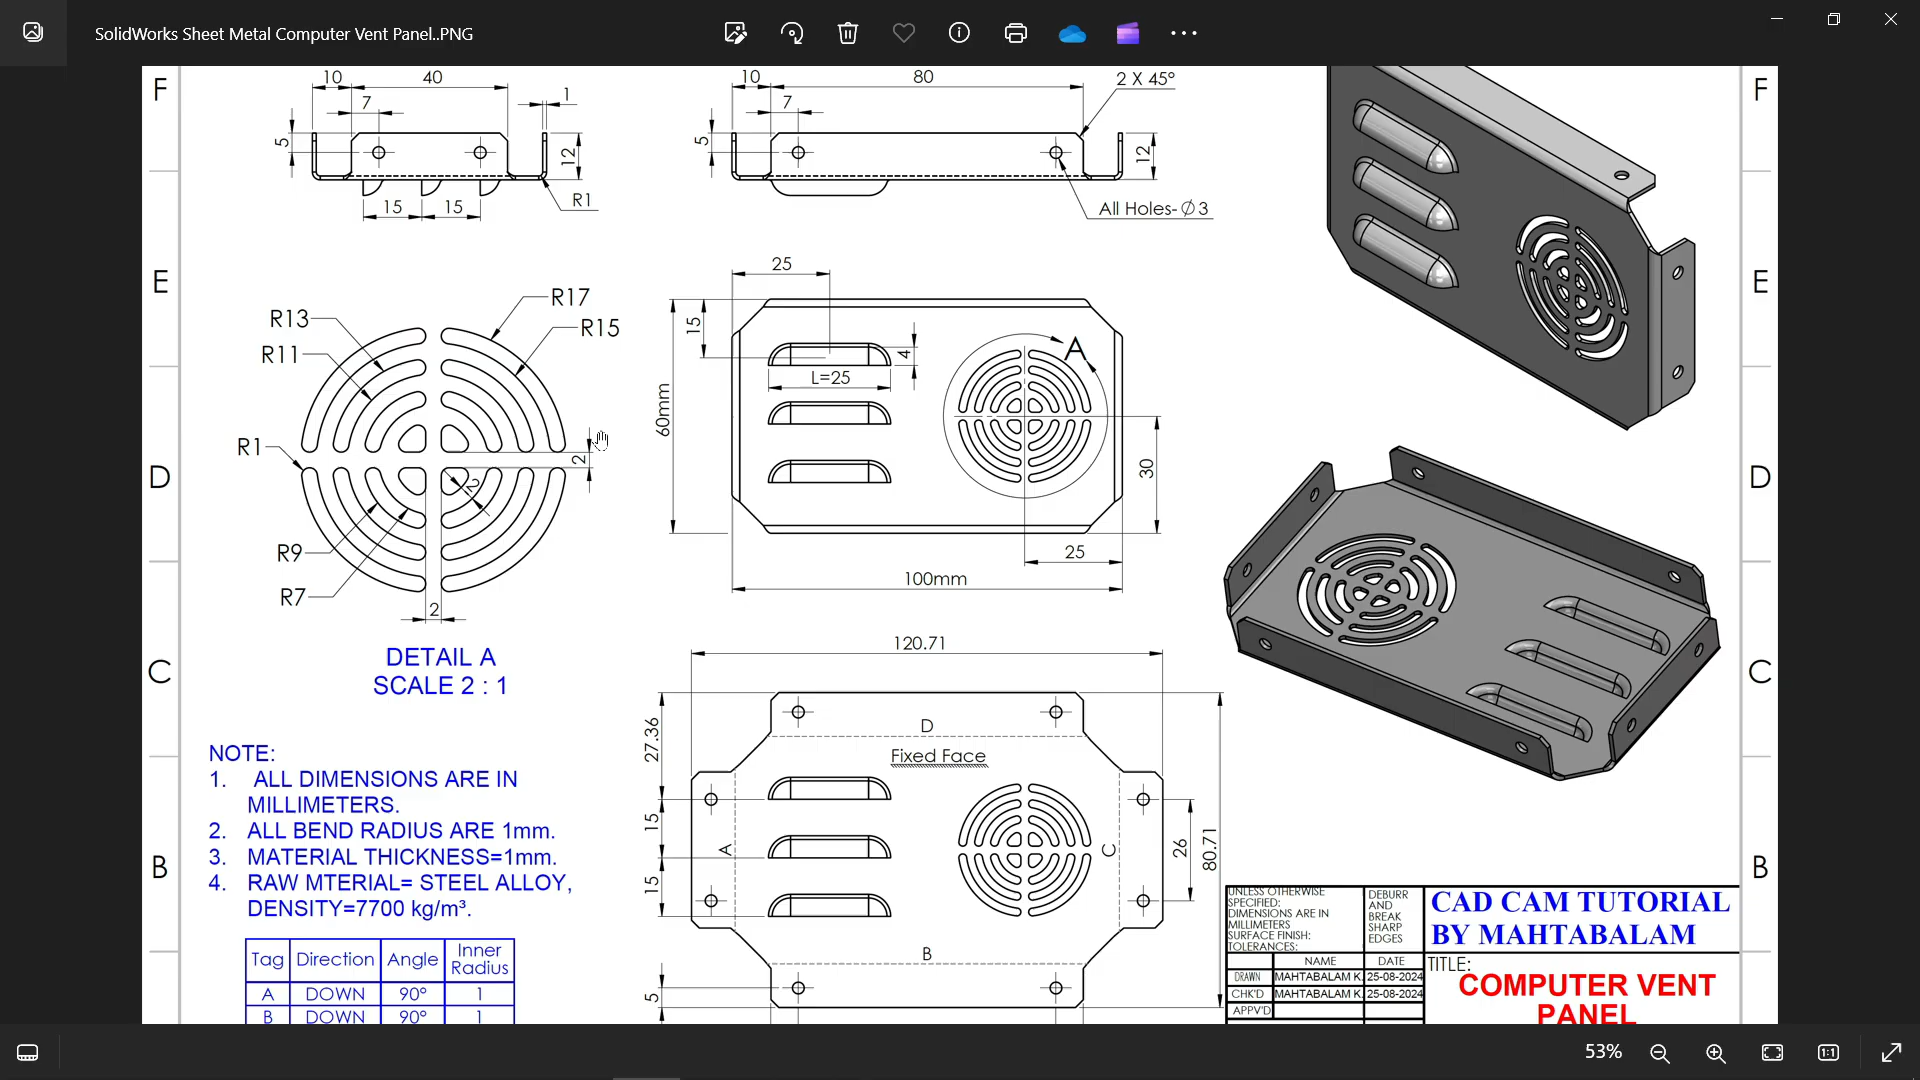 SolidWorks Sheet Metal Computer Vent Panel..PNG
F
10
40
7
1
5
12
15
15
R1
10
80
2 X 45°
7
5
12
All Holes-∅3
F
E
R17
R13
R15
R11
R1
2
2
R9
R7
2
DETAIL A
SCALE 2 : 1
25
15
4
L=25
A
60mm
30
25
100mm
E
D
D
120.71
27.36
D
Fixed Face
15
A
C
26
80.71
15
B
5
C
C
NOTE:
1. ALL DIMENSIONS ARE IN
MILLIMETERS.
2. ALL BEND RADIUS ARE 1mm.
3. MATERIAL THICKNESS=1mm.
4. RAW MTERIAL= STEEL ALLOY,
DENSITY=7700 kg/m³.
B
B
Tag Direction Angle Inner Radius
A DOWN 90° 1
B DOWN 90° 1
UNLESS OTHERWISE
SPECIFIED:
DIMENSIONS ARE IN
MILLIMETERS
SURFACE FINISH:
TOLERANCES:
DEBURR
AND
BREAK
SHARP
EDGES
CAD CAM TUTORIAL
BY MAHTABALAM
NAME DATE
DRAWN MAHTABALAM K. 25-08-2024
CHK'D MAHTABALAM K. 25-08-2024
APPV'D
TITLE:
COMPUTER VENT
PANEL
53%
1:1